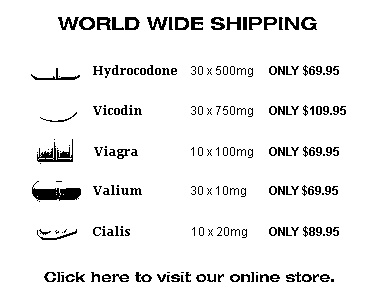 WORLD WIDE SHIPPING
Hydrocodone 30 x 500mg ONLY $69.95
Vicodin 30 x 750mg ONLY $109.95
Viagra 10 x 100mg ONLY $69.95
Valium 30 x 10mg ONLY $69.95
Cialis 10 x 20mg ONLY $89.95
Click here to visit our online store.